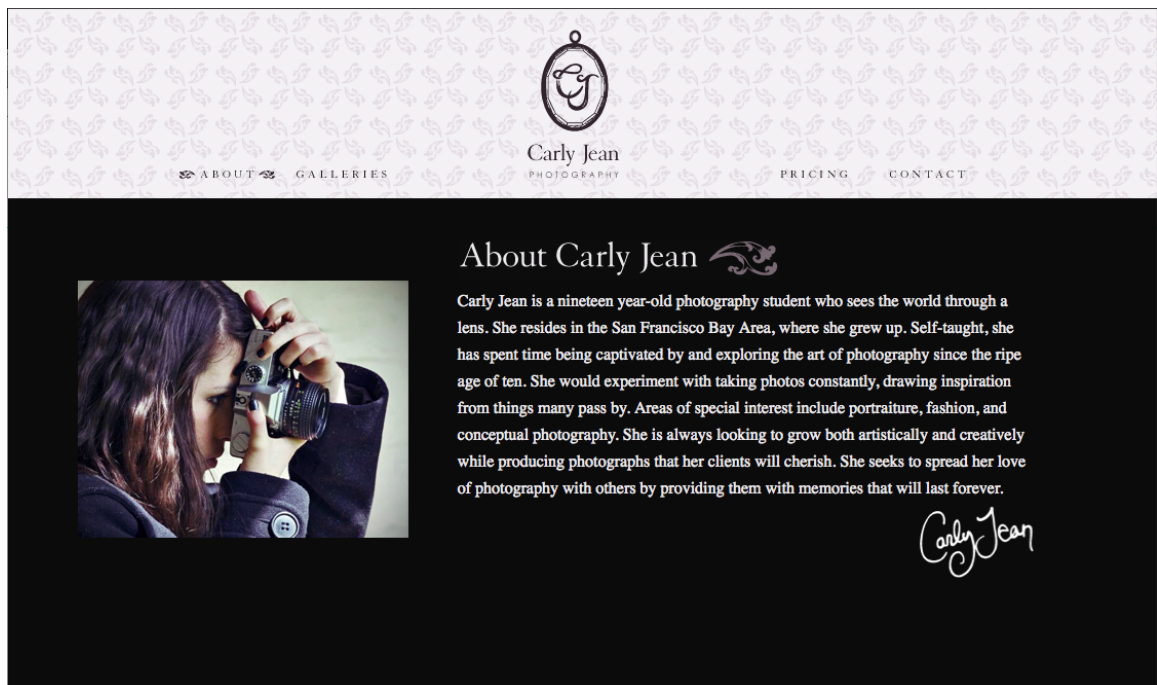 CJ
Carly Jean
PHOTOGRAPHY
ABOUT GALLERIES PRICING CONTACT
About Carly Jean
Carly Jean is a nineteen year-old photography student who sees the world through a
lens. She resides in the San Francisco Bay Area, where she grew up. Self-taught, she
has spent time being captivated by and exploring the art of photography since the ripe
age of ten. She would experiment with taking photos constantly, drawing inspiration
from things many pass by. Areas of special interest include portraiture, fashion, and
conceptual photography. She is always looking to grow both artistically and creatively
while producing photographs that her clients will cherish. She seeks to spread her love
of photography with others by providing them with memories that will last forever.
Carly Jean